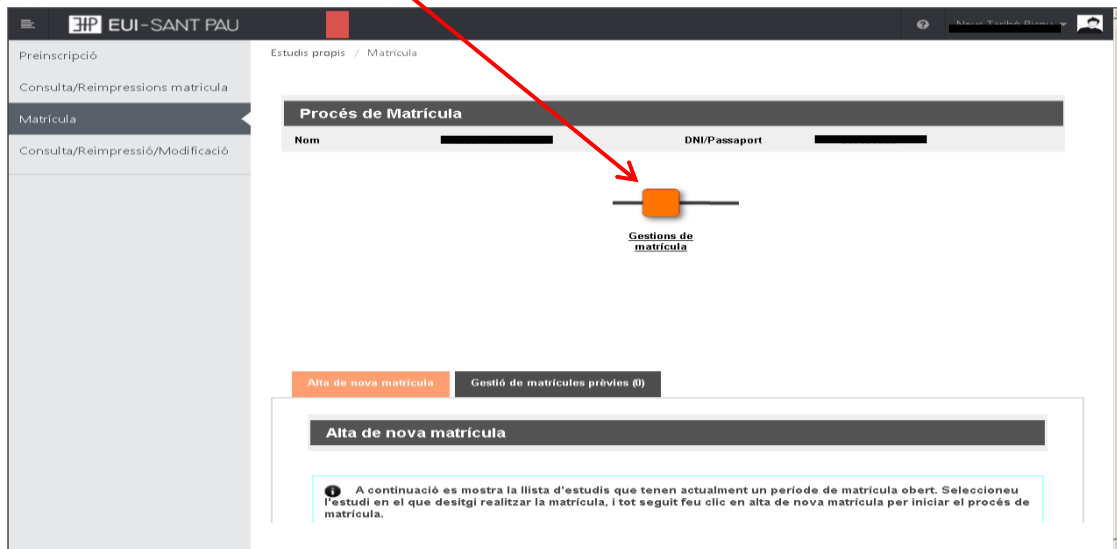 EUI-SANT PAU
Preinscripció
Consulta/Reimpressions matricula
Matrícula
Consulta/Reimpressió/Modificació
Estudis propis / Matrícula
Procés de Matrícula
Nom DNI/Passaport
Gestions de
matrícula
Alta de nova matrícula Gestió de matrícules prèvies (0)
Alta de nova matrícula
A continuació es mostra la llista d'estudis que tenen actualment un període de matrícula obert. Seleccioneu
l'estudi en el que desitgi realitzar la matrícula, i tot seguit feu clic en alta de nova matrícula per iniciar el procés de
matrícula.